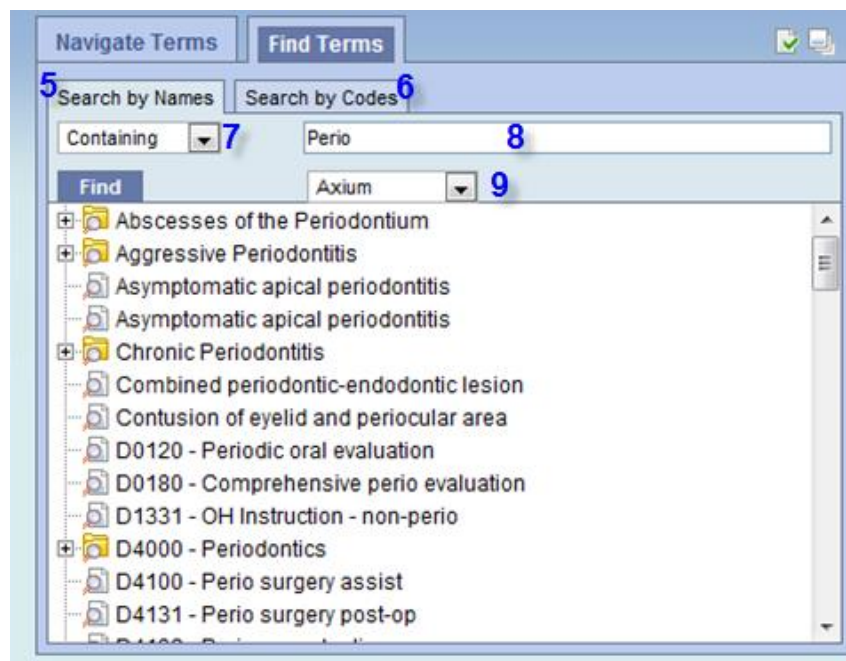 Navigate Terms Find Terms
5 Search by Names Search by Codes 6
Containing 7 Perio 8
Find Axium 9
Abscesses of the Periodontium
Aggressive Periodontitis
Asymptomatic apical periodontitis
Asymptomatic apical periodontitis
Chronic Periodontitis
Combined periodontic-endodontic lesion
Contusion of eyelid and periocular area
D0120 - Periodic oral evaluation
D0180 - Comprehensive perio evaluation
D1331 - OH Instruction - non-perio
D4000 - Periodontics
D4100 - Perio surgery assist
D4131 - Perio surgery post-op